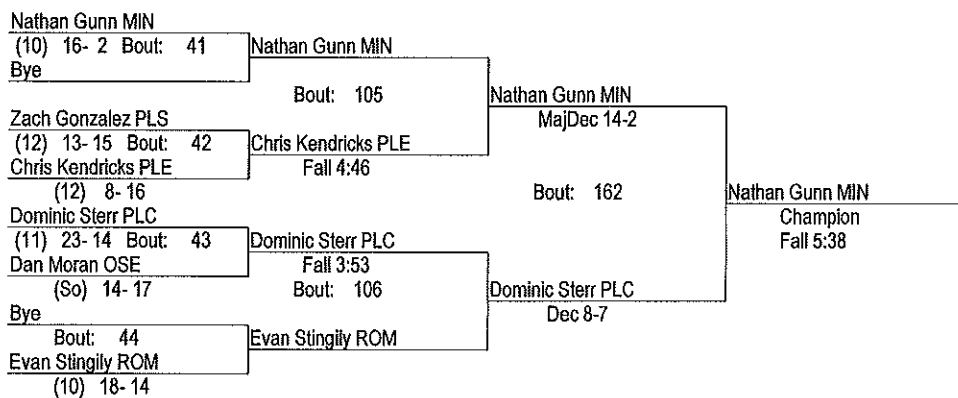 Nathan Gunn MIN
(10) 16- 2 Bout: 41
Bye
Nathan Gunn MIN
Bout: 105
Zach Gonzalez PLS
(12) 13- 15 Bout: 42
Chris Kendricks PLE
(12) 8- 16
Chris Kendricks PLE
Fall 4:46
Nathan Gunn MIN
MajDec 14-2
Dominic Sterr PLC
(11) 23- 14 Bout: 43
Dan Moran OSE
(So) 14- 17
Dominic Sterr PLC
Fall 3:53
Bout: 106
Bye
Bout: 44
Evan Stingily ROM
(10) 18- 14
Evan Stingily ROM
Dominic Sterr PLC
Dec 8-7
Bout: 162
Nathan Gunn MIN
Champion
Fall 5:38